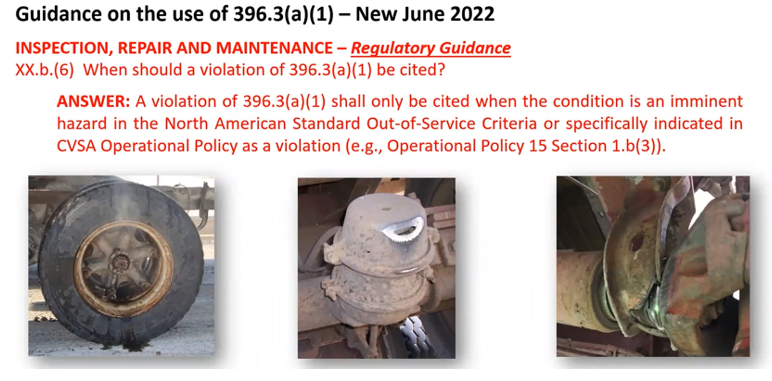 Guidance on the use of 396.3(a)(1) – New June 2022
INSPECTION, REPAIR AND MAINTENANCE – Regulatory Guidance
XX.b.(6) When should a violation of 396.3(a)(1) be cited?
ANSWER: A violation of 396.3(a)(1) shall only be cited when the condition is an imminent
hazard in the North American Standard Out-of-Service Criteria or specifically indicated in
CVSA Operational Policy as a violation (e.g., Operational Policy 15 Section 1.b(3)).